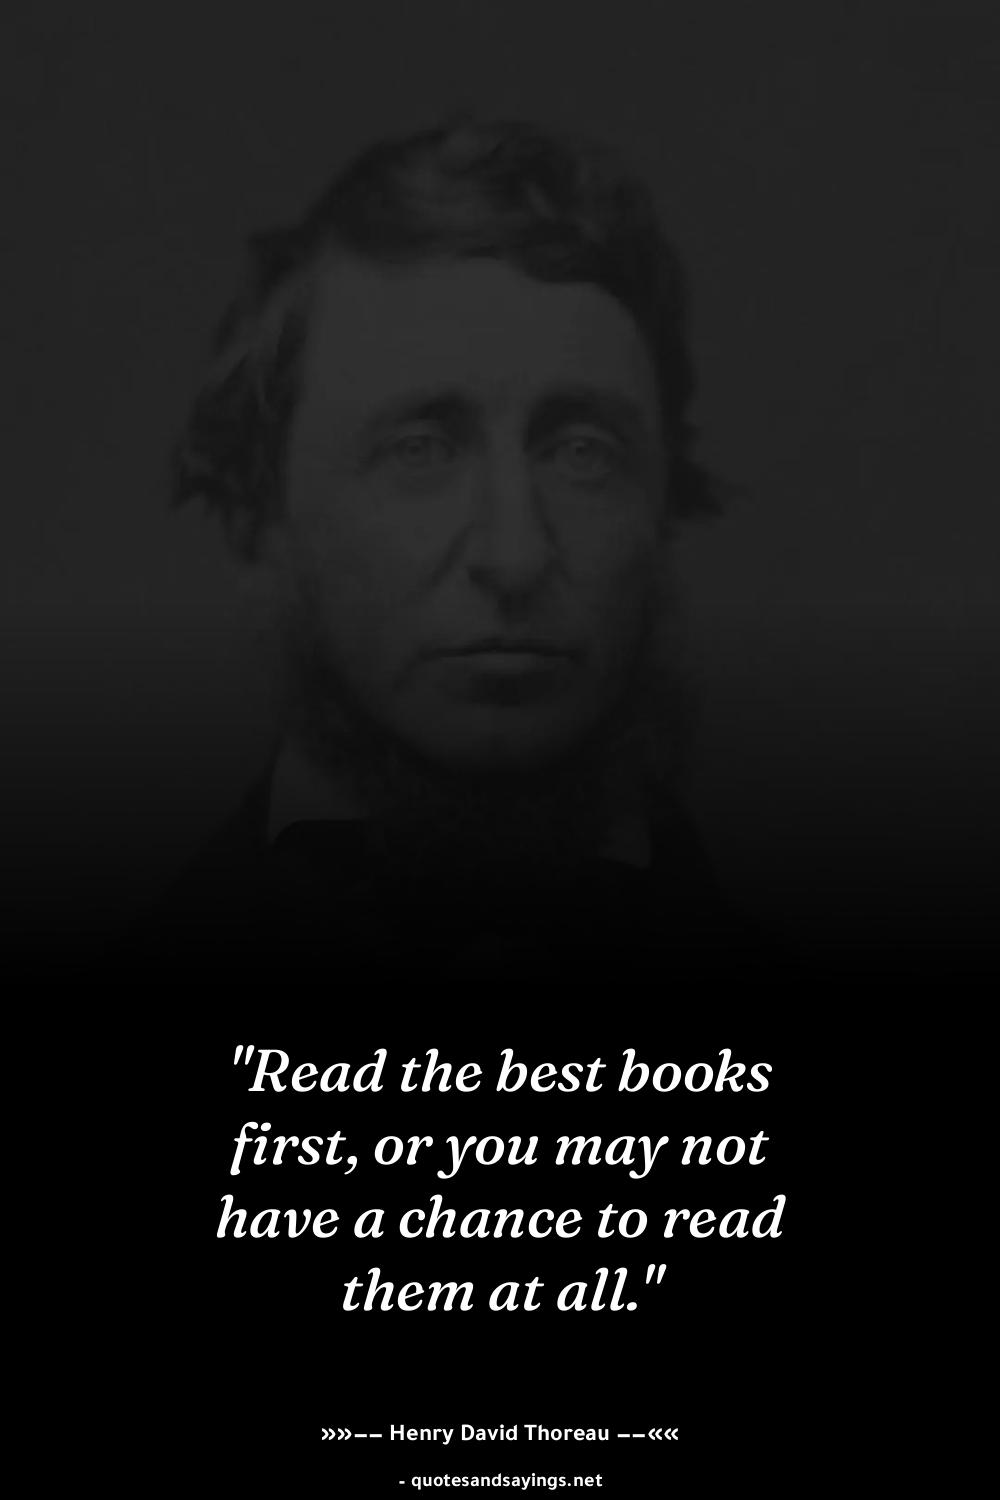 "Read the best books
first, or you may not
have a chance to read
them at all."
»»−− Henry David Thoreau −−««
- quotesandsayings.net